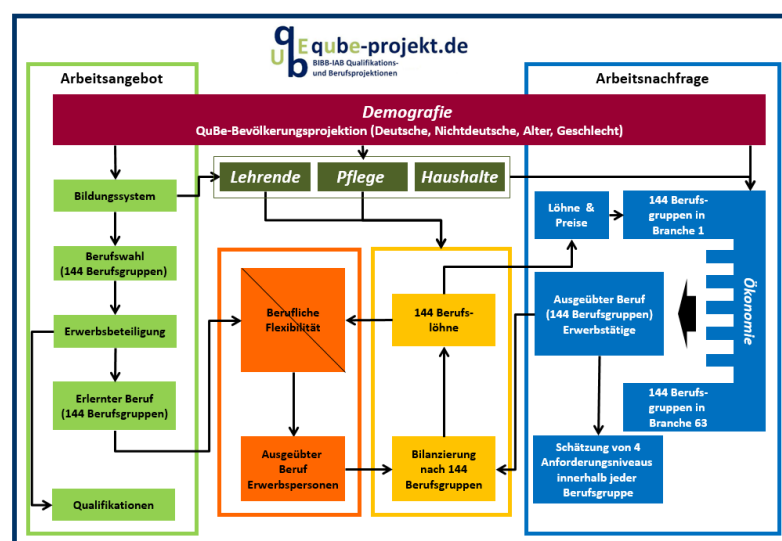 qUEb
qube-projekt.de
BIBB-IAB Qualifikations-
und Berufsprojektionen
Arbeitsangebot
Arbeitsnachfrage
Demografie
QuBe-Bevölkerungsprojektion (Deutsche, Nichtdeutsche, Alter, Geschlecht)
Lehrende
Pflege
Haushalte
Bildungssystem
Berufswahl
(144 Berufsgruppen)
Erwerbsbeteiligung
Erlernter Beruf
(144 Berufsgruppen)
Qualifikationen
Berufliche
Flexibilität
Ausgeübter
Beruf
Erwerbspersonen
144 Berufs-
löhne
Bilanzierung
nach 144
Berufsgruppen
Löhne &
Preise
144 Berufs-
gruppen in
Branche 1
Ausgeübter Beruf
(144 Berufsgruppen)
Erwerbstätige
Ökonomie
144 Berufs-
gruppen in
Branche 63
Schätzung von 4
Anforderungsniveaus
innerhalb jeder
Berufsgruppe